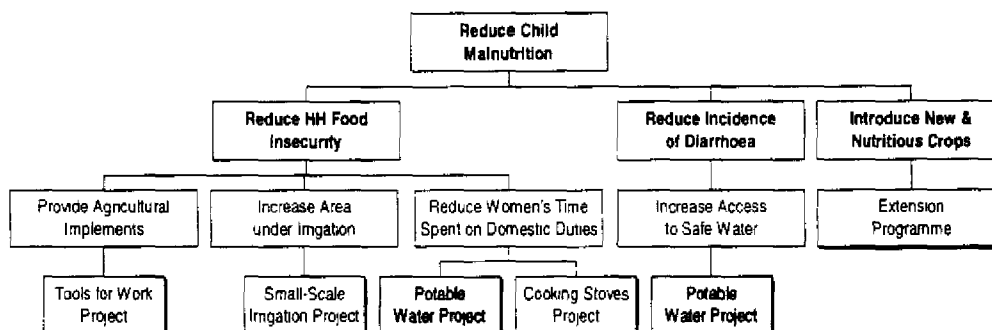 Reduce Child
Malnutrition
Reduce HH Food
Insecurity
Reduce Incidence
of Diarrhoea
Introduce New &
Nutritious Crops
Provide Agricultural
Implements
Increase Area
under Irrigation
Reduce Women's Time
Spent on Domestic Duties
Increase Access
to Safe Water
Extension
Programme
Tools for Work
Project
Small-Scale
Irrigation Project
Potable
Water Project
Cooking Stoves
Project
Potable
Water Project